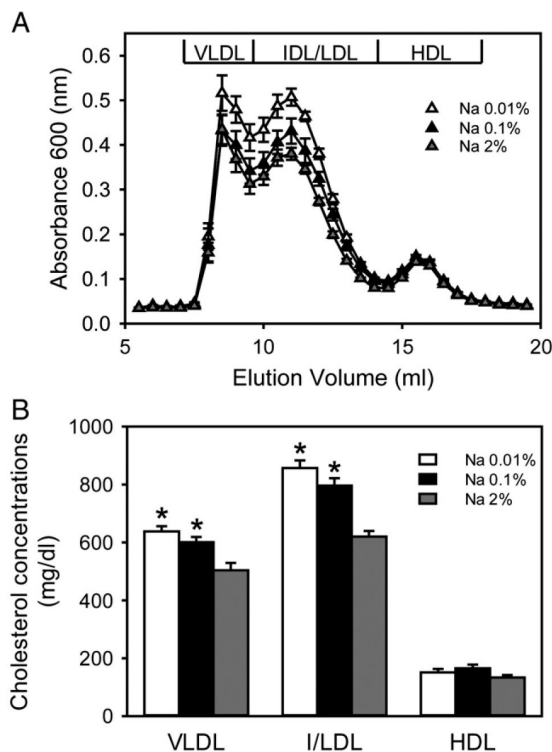 A
VLDL IDL/LDL HDL
0.6
0.5
0.4
0.3
0.2
0.1
0.0
Absorbance 600 (nm)
Na 0.01%
Na 0.1%
Na 2%
5 10 15 20
Elution Volume (ml)
B
1000
800
600
400
200
0
Cholesterol concentrations
(mg/dl)
* * * *
Na 0.01%
Na 0.1%
Na 2%
VLDL I/LDL HDL